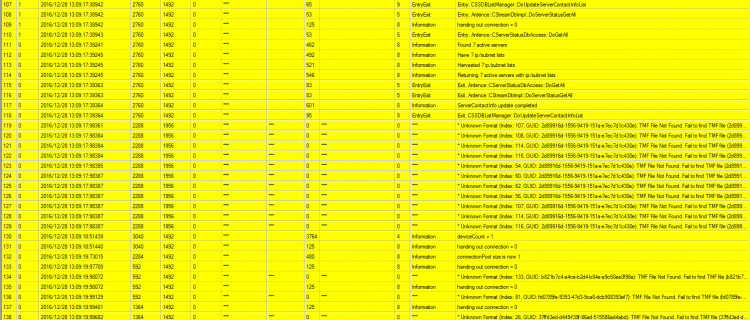 107 1 2016/12/28 13:09:17:38942 2760 1492 0 *** 65 9 EntryExit Entry, CSSDBListManager::DoUpdateServerContactInfoList
108 1 2016/12/28 13:09:17:38942 2760 1492 0 *** 53 5 EntryExit Entry, Ardence::CStreamDbImpl::DoServerStatusGetAll
109 1 2016/12/28 13:09:17:38942 2760 1492 0 *** 125 8 Information handing out connection = 0
110 1 2016/12/28 13:09:17:38942 2760 1492 0 *** 53 5 EntryExit Entry, Ardence::CServerStatusDbAccess::DoGetAll
111 0 2016/12/28 13:09:17:39241 2760 1492 0 *** 462 8 Information Found 7 active servers
112 0 2016/12/28 13:09:17:39242 2760 1492 0 *** 492 8 Information Have 7 ip/subnet lists
113 0 2016/12/28 13:09:17:39242 2760 1492 0 *** 521 8 Information Harvested 7 ip/subnet lists
114 0 2016/12/28 13:09:17:39242 2760 1492 0 *** 546 8 Information Returning 7 active servers with ip/subnet lists
115 0 2016/12/28 13:09:17:39363 2760 1492 0 *** 83 5 EntryExit Exit, Ardence::CServerStatusDbAccess::DoGetAll
116 0 2016/12/28 13:09:17:39363 2760 1492 0 *** 83 5 EntryExit Exit, Ardence::CStreamDbImpl::DoServerStatusGetAll
117 0 2016/12/28 13:09:17:39363 2760 1492 0 *** 601 8 Information ServerContactInfo update completed
118 0 2016/12/28 13:09:17:39364 2760 1492 0 *** 95 9 EntryExit Exit, CSSDBListManager::DoUpdateServerContactInfoList
119 0 2016/12/28 13:09:17:98361 2288 1956 0 *** *** 0 0 *** * Unknown Format (Index: 107, GUID: 2d89916d-1556-9419-151a-e7ec7d1c430e): TMF File Not Found. Fail to find TMF file (2d899...
120 0 2016/12/28 13:09:17:98384 2288 1956 0 *** *** 0 0 *** * Unknown Format (Index: 108, GUID: 2d89916d-1556-9419-151a-e7ec7d1c430e): TMF File Not Found. Fail to find TMF file (2d899...
121 0 2016/12/28 13:09:17:98384 2288 1956 0 *** *** 0 0 *** * Unknown Format (Index: 114, GUID: 2d89916d-1556-9419-151a-e7ec7d1c430e): TMF File Not Found. Fail to find TMF file (2d899...
122 0 2016/12/28 13:09:17:98384 2288 1956 0 *** *** 0 0 *** * Unknown Format (Index: 116, GUID: 2d89916d-1556-9419-151a-e7ec7d1c430e): TMF File Not Found. Fail to find TMF file (2d899...
123 0 2016/12/28 13:09:17:98387 2288 1956 0 *** *** 0 0 *** * Unknown Format (Index: 54, GUID: 2d89916d-1556-9419-151a-e7ec7d1c430e): TMF File Not Found. Fail to find TMF file (2d8991...
124 0 2016/12/28 13:09:17:98387 2288 1956 0 *** *** 0 0 *** * Unknown Format (Index: 60, GUID: 2d89916d-1556-9419-151a-e7ec7d1c430e): TMF File Not Found. Fail to find TMF file (2d8991...
125 0 2016/12/28 13:09:17:98387 2288 1956 0 *** *** 0 0 *** * Unknown Format (Index: 62, GUID: 2d89916d-1556-9419-151a-e7ec7d1c430e): TMF File Not Found. Fail to find TMF file (2d8991...
126 0 2016/12/28 13:09:17:98387 2288 1956 0 *** *** 0 0 *** * Unknown Format (Index: 56, GUID: 2d89916d-1556-9419-151a-e7ec7d1c430e): TMF File Not Found. Fail to find TMF file (2d8991...
127 0 2016/12/28 13:09:17:98387 2288 1956 0 *** *** 0 0 *** * Unknown Format (Index: 107, GUID: 2d89916d-1556-9419-151a-e7ec7d1c430e): TMF File Not Found. Fail to find TMF file (2d899...
128 0 2016/12/28 13:09:17:98387 2288 1956 0 *** *** 0 0 *** * Unknown Format (Index: 114, GUID: 2d89916d-1556-9419-151a-e7ec7d1c430e): TMF File Not Found. Fail to find TMF file (2d899...
129 0 2016/12/28 13:09:17:98387 2288 1956 0 *** *** 0 0 *** * Unknown Format (Index: 116, GUID: 2d89916d-1556-9419-151a-e7ec7d1c430e): TMF File Not Found. Fail to find TMF file (2d899...
130 0 2016/12/28 13:09:18:51439 3040 1492 0 *** 3764 4 Information deviceCount = 1
131 0 2016/12/28 13:09:18:51440 3040 1492 0 *** 125 8 Information handing out connection = 0
132 0 2016/12/28 13:09:19:73015 2284 1492 0 *** 480 8 Information connectionPool size is now 1
133 0 2016/12/28 13:09:19:97700 592 1492 0 *** 125 8 Information handing out connection = 0
134 0 2016/12/28 13:09:19:98072 592 1492 0 *** *** 0 0 *** * Unknown Format (Index: 133, GUID:
TMF File Not Found. Fail to find TMF file (b821b7...
135 0 2016/12/28 13:09:19:98072 592 1492 0 *** 125 8 Information handing out connection = 0
136 0 2016/12/28 13:09:19:99129 592 1492 0 *** *** 0 0 *** * Unknown Format (Index: 81, GUID:
TMF File Not Found. Fail to find TMF file (fd0789fe...
137 0 2016/12/28 13:09:19:99401 1364 1492 0 *** 125 8 Information handing out connection = 0
138 0 2016/12/28 13:09:19:99682 1364 1492 0 *** *** 0 0 *** * Unknown Format (Index: 26, GUID:
TMF File Not Found. Fail to find TMF file